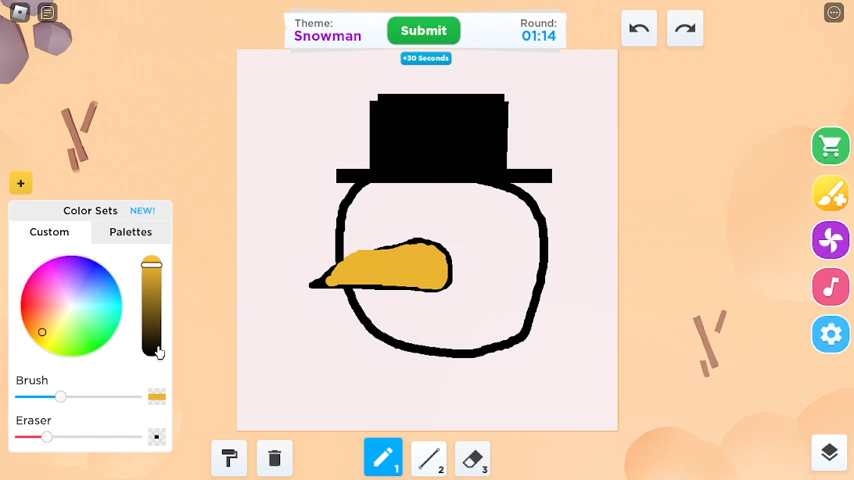 Theme:
Snowman
Submit
Round:
01:14
+30 Seconds
+
Color Sets NEW!
Custom Palettes
Brush
Eraser
1 2 3